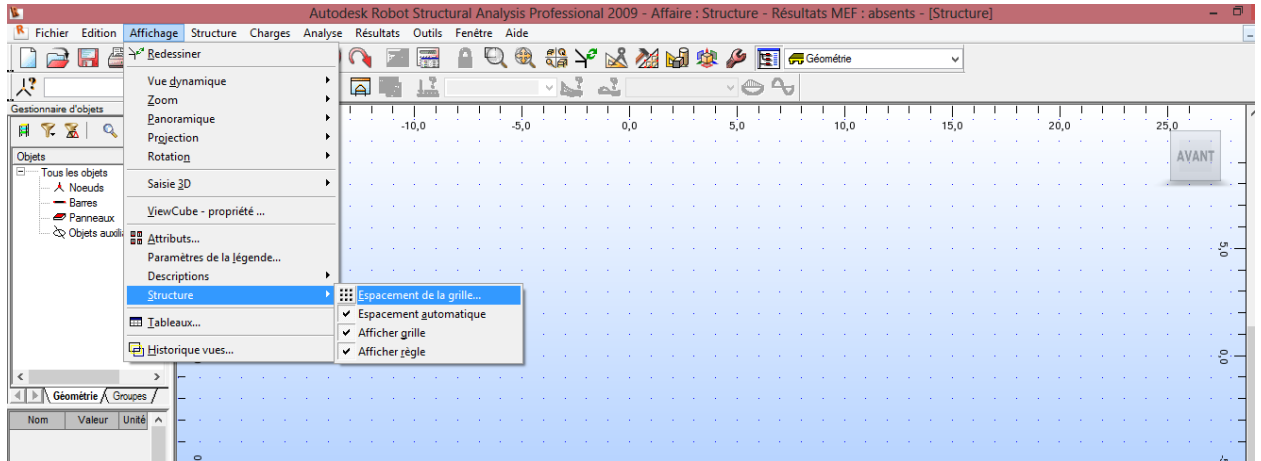 Autodesk Robot Structural Analysis Professional 2009 - Affaire : Structure - Résultats MEF : absents - [Structure]
Fichier Edition Affichage Structure Charges Analyse Résultats Outils Fenêtre Aide
Redessiner
Géométrie
Vue dynamique
Zoom
Gestionnaire d'objets
Panoramique
-10,0 -5,0 0,0 5,0 10,0 15,0 20,0 25,0
Projection
Objets
Rotation
AVANT
Tous les objets
Noeuds
Saisie 3D
Barres
ViewCube - propriété ...
Panneaux
Objets auxili
Attributs...
5,0
Paramètres de la légende...
Descriptions
Structure
Espacement de la grille...
Espacement automatique
Tableaux...
Afficher grille
Historique vues...
Afficher règle
0,0
Géométrie Groupes
Nom Valeur Unité